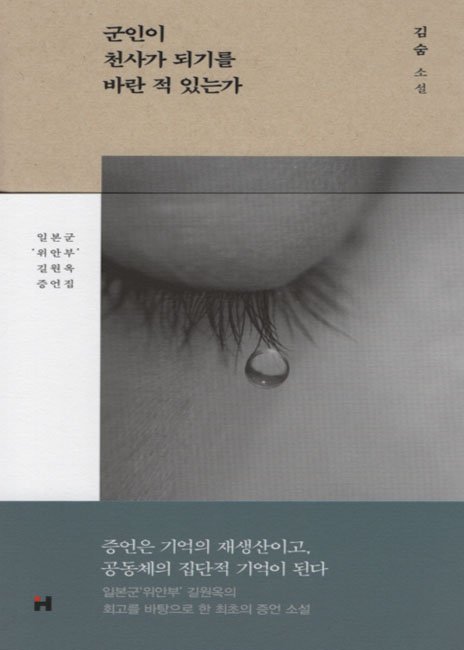 군인이
천사가 되기를
바란 적 있는가
김숨 소설
일본군
'위안부'
길원옥
증언집
증언은 기억의 재생산이고,
공동체의 집단적 기억이 된다
일본군'위안부' 길원옥의
회고를 바탕으로 한 최초의 증언 소설
H